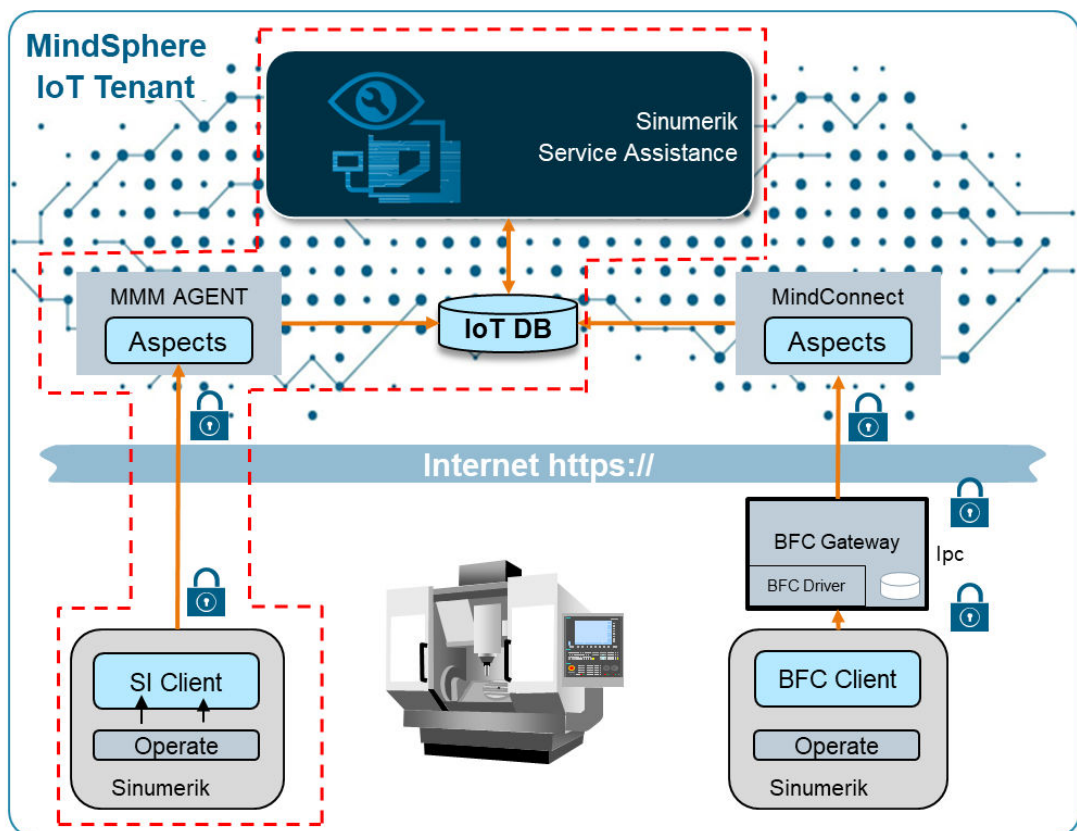 MindSphere
IoT Tenant
Sinumerik
Service Assistance
MMM AGENT
Aspects
IoT DB
MindConnect
Aspects
Internet https://
BFC Gateway
BFC Driver
Ipc
SI Client
Operate
Sinumerik
BFC Client
Operate
Sinumerik